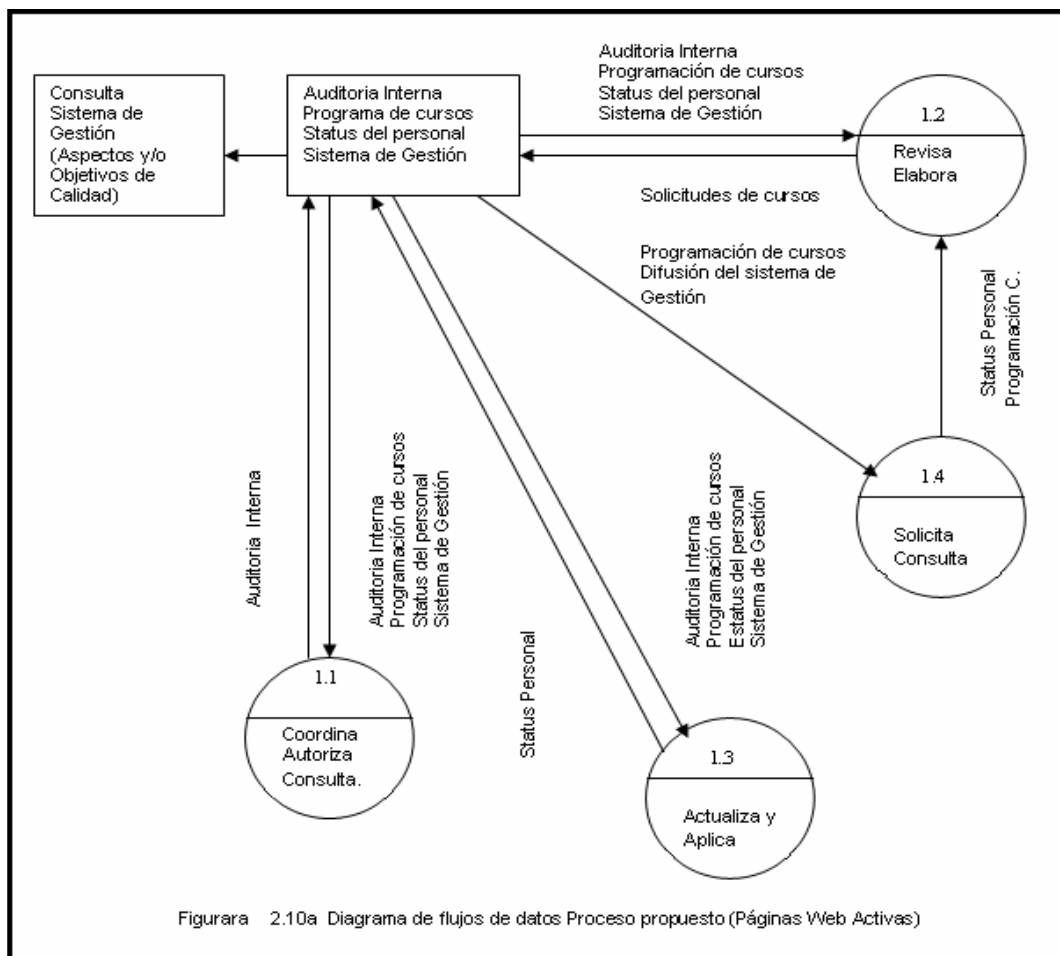 Consulta
Sistema de
Gestión
(Aspectos y/o
Objetivos de
Calidad)
Auditoria Interna
Programa de cursos
Status del personal
Sistema de Gestión
Auditoria Interna
Programación de cursos
Status del personal
Sistema de Gestión
1.2
Revisa
Elabora
Solicitudes de cursos
Programación de cursos
Difusión del sistema de
Gestión
Status Personal
Programación C.
1.4
Solicita
Consulta
Auditoria Interna
Auditoria Interna
Programación de cursos
Status del personal
Sistema de Gestión
Status Personal
Auditoria Interna
Programación de cursos
Estatus del personal
Sistema de Gestión
1.1
Coordina
Autoriza
Consulta.
1.3
Actualiza y
Aplica
Figurara 2.10a Diagrama de flujos de datos Proceso propuesto (Páginas Web Activas)